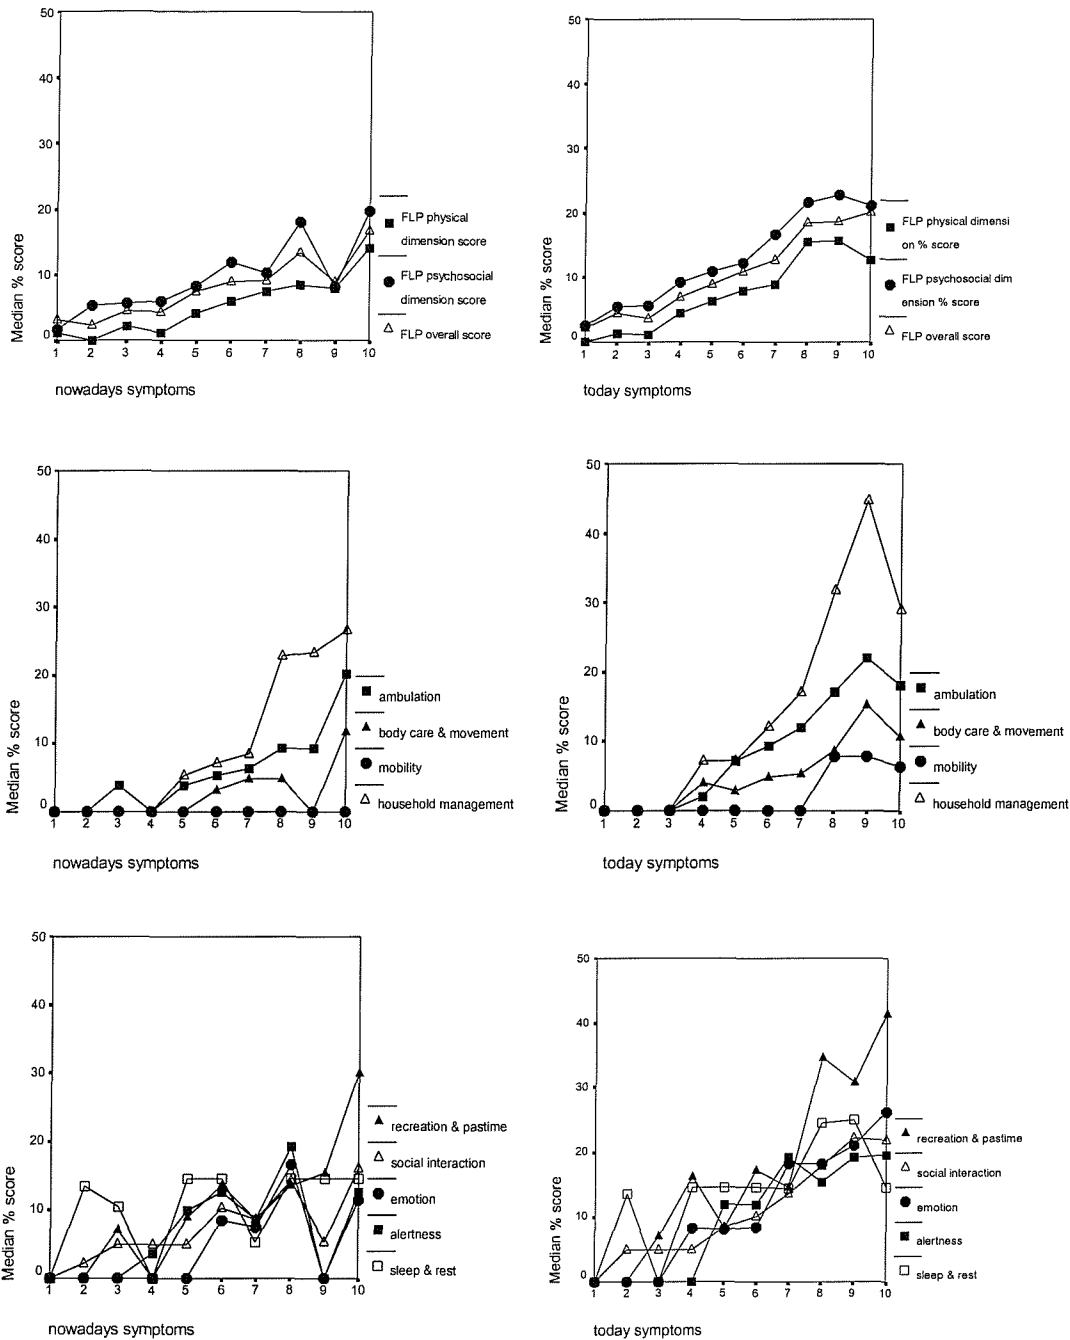 50
40
30
20
10
0
Median % score
1 2 3 4 5 6 7 8 9 10
nowadays symptoms
FLP physical
dimension score
FLP psychosocial
dimension score
FLP overall score
50
40
30
20
10
0
Median % score
1 2 3 4 5 6 7 8 9 10
today symptoms
FLP physical dimensi
on % score
FLP psychosocial dim
ension % score
FLP overall score
50
40
30
20
10
0
Median % score
1 2 3 4 5 6 7 8 9 10
nowadays symptoms
ambulation
body care & movement
mobility
household management
50
40
30
20
10
0
Median % score
1 2 3 4 5 6 7 8 9 10
today symptoms
ambulation
body care & movement
mobility
household management
50
40
30
20
10
0
Median % score
1 2 3 4 5 6 7 8 9 10
nowadays symptoms
recreation & pastime
social interaction
emotion
alertness
sleep & rest
50
40
30
20
10
0
Median % score
1 2 3 4 5 6 7 8 9 10
today symptoms
recreation & pastime
social interaction
emotion
alertness
sleep & rest